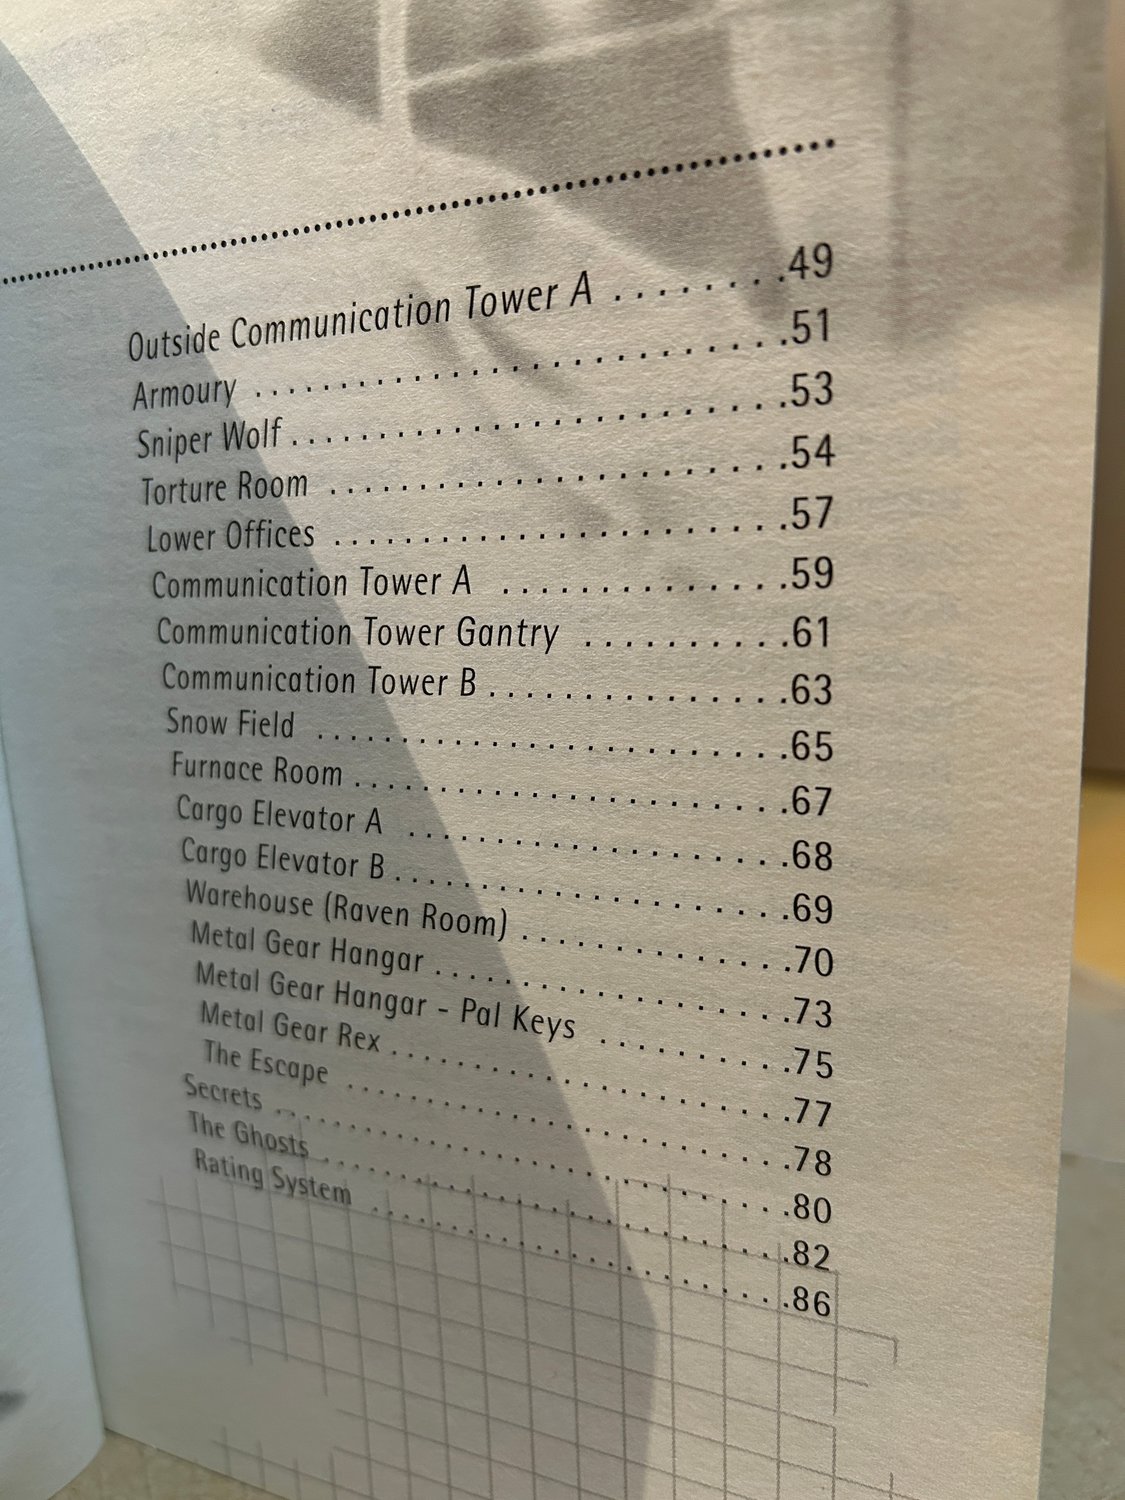 Outside Communication Tower A ........49
Armoury ..........................51
Sniper Wolf........................53
Torture Room ......................54
Lower Offices ......................57
Communication Tower A ..............59
Communication Tower Gantry ..........61
Communication Tower B...............63
Snow Field .......................65
Furnace Room.....................67
Cargo Elevator A ..................68
Cargo Elevator B...................69
Warehouse (Raven Room) .............70
Metal Gear Hangar..................73
Metal Gear Hangar - Pal Keys ..........75
Metal Gear Rex....................77
The Escape ......................78
Secrets .........................80
The Ghosts.......................82
Rating System ....................86